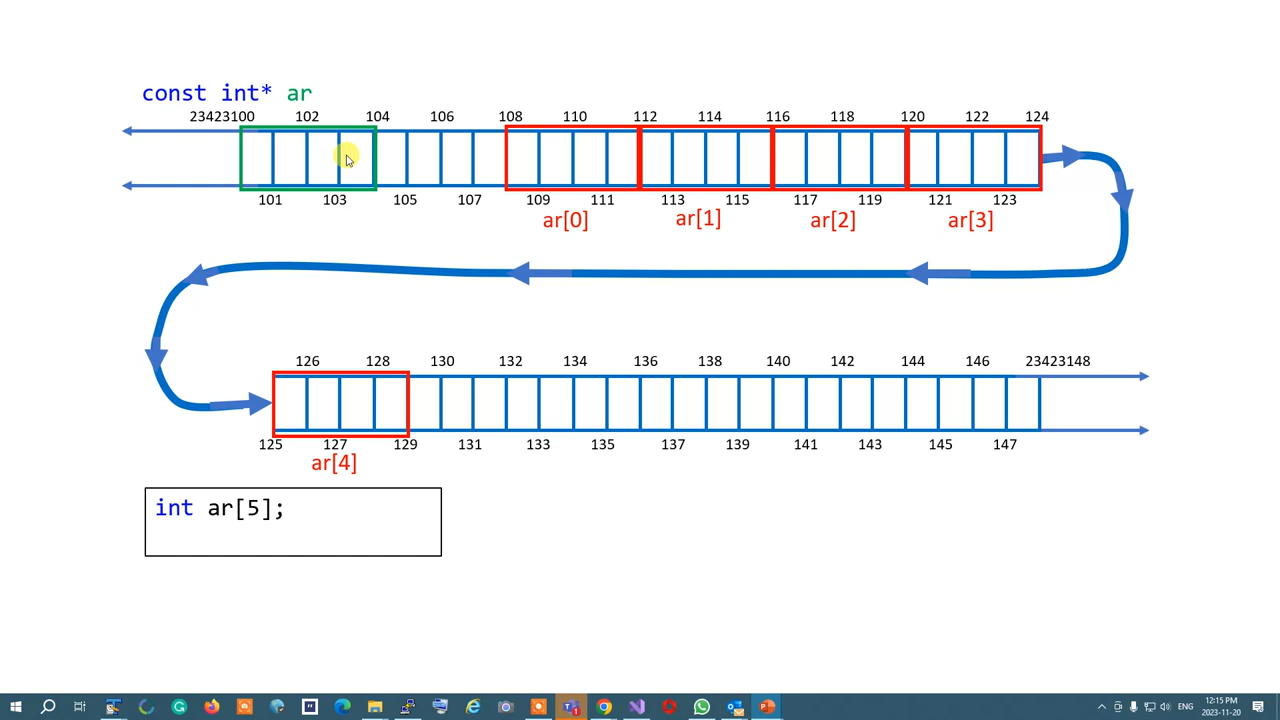 const int* ar
23423100 102 104 106 108 110 112 114 116 118 120 122 124
101 103 105 107 109 111 113 115 117 119 121 123
ar[0] ar[1] ar[2] ar[3]
126 128 130 132 134 136 138 140 142 144 146 23423148
125 127 129 131 133 135 137 139 141 143 145 147
ar[4]
int ar[5];
ENG
12:15 PM
2023-11-20